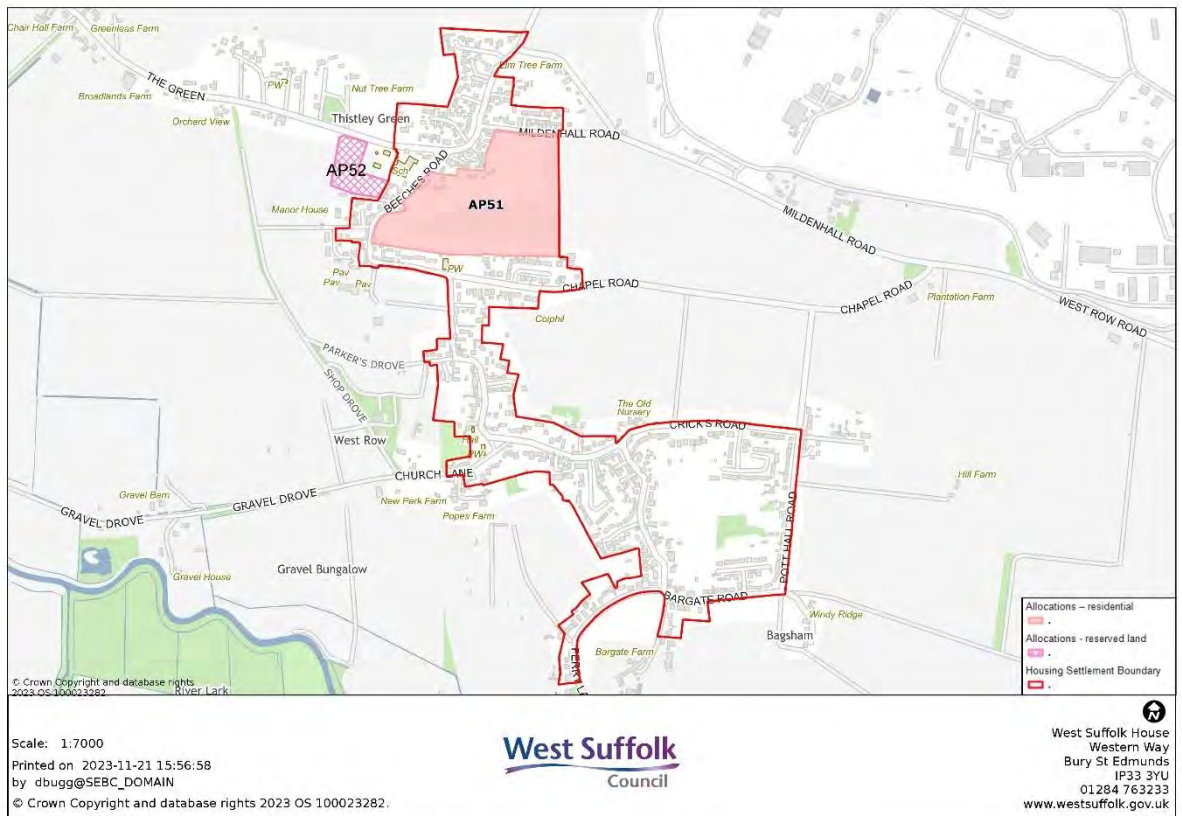 Chair Hall Farm
Greenless Farm
Elm Tree Farm
THE GREEN
PW
Nut Tree Farm
Broadlands Farm
Orchard View
Thistley Green
MILDENHALL ROAD
AP52
Sch
BEECHES ROAD
AP51
Manor House
MILDENHALL ROAD
PW
Pav
Pav
Pav
CHAPEL ROAD
CHAPEL ROAD
Plantation Farm
WEST ROW ROAD
Coiphil
PARKER'S DROVE
SHOP DROVE
The Old
Nursery
CRICK'S ROAD
West Row
Hall
PW
CHURCH LANE
Hill Farm
Gravel Barn
GRAVEL DROVE
GRAVEL DROVE
New Park Farm
Popes Farm
POTT HALL ROAD
Gravel House
Gravel Bungalow
BARGATE ROAD
Windy Ridge
Bagsham
Bargate Farm
FERRY LA
River Lark
© Crown Copyright and database rights
2023 OS 100023282
Allocations – residential
.
Allocations - reserved land
.
Housing Settlement Boundary
.
Scale: 1:7000
Printed on 2023-11-21 15:56:58
by dbugg@SEBC_DOMAIN
© Crown Copyright and database rights 2023 OS 100023282.
West Suffolk
Council
N
West Suffolk House
Western Way
Bury St Edmunds
IP33 3YU
01284 763233
www.westsuffolk.gov.uk